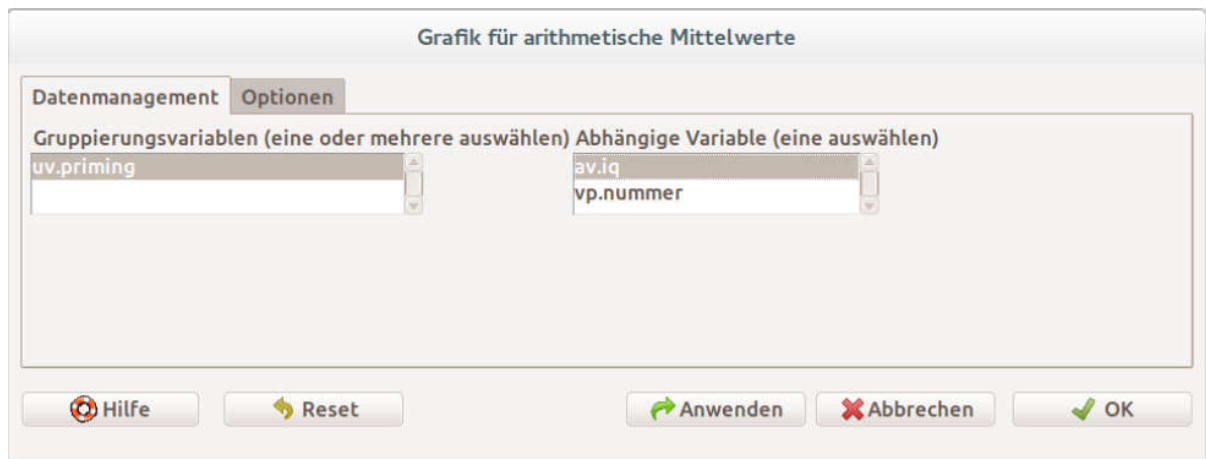 Grafik für arithmetische Mittelwerte
Datenmanagement Optionen
Gruppierungsvariablen (eine oder mehrere auswählen) Abhängige Variable (eine auswählen)
uv.priming av.iq
vp.nummer
Hilfe Reset Anwenden Abbrechen OK